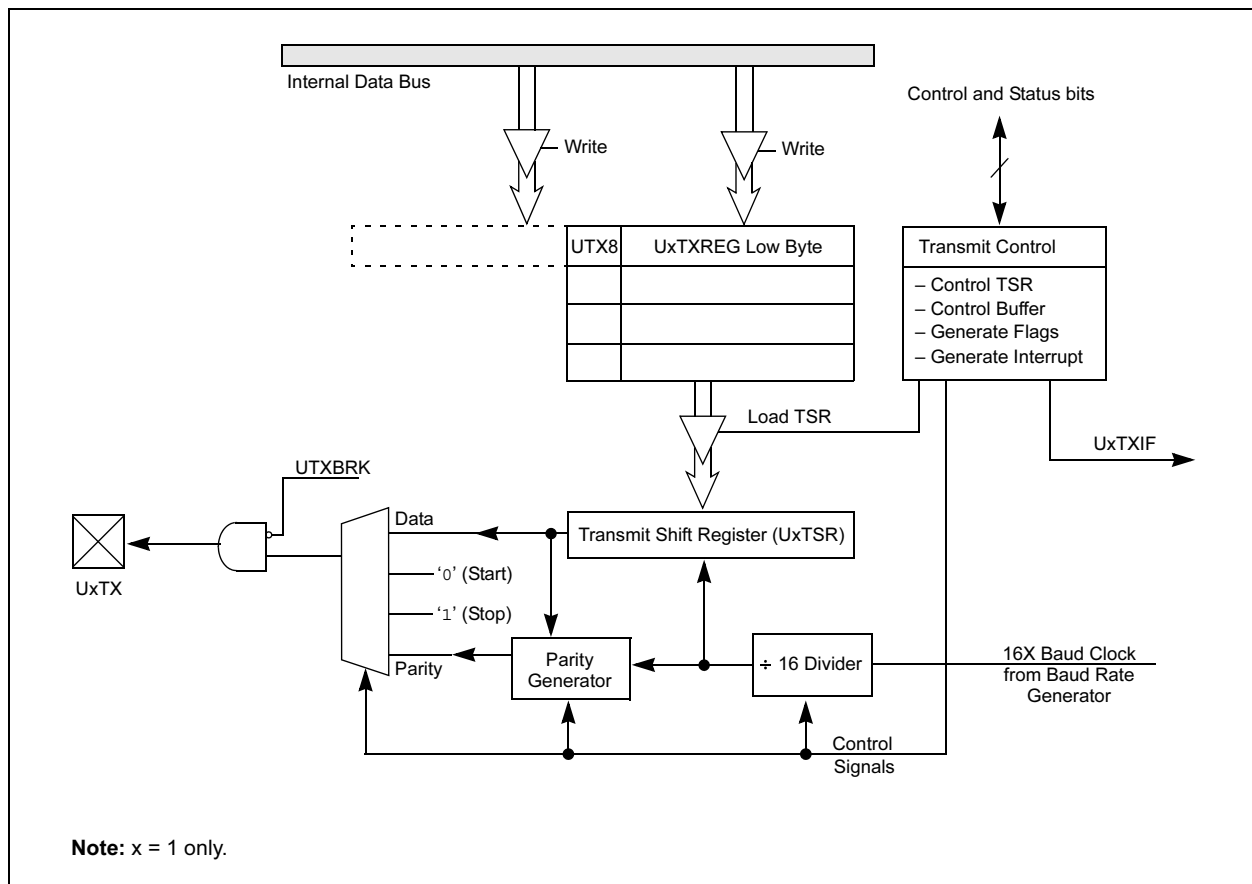 Internal Data Bus
Control and Status bits
Write
Write
UTX8
UxTXREG Low Byte
Transmit Control
– Control TSR
– Control Buffer
– Generate Flags
– Generate Interrupt
Load TSR
UxTXIF
UTXBRK
Data
Transmit Shift Register (UxTSR)
UxTX
‘0’ (Start)
‘1’ (Stop)
Parity
Parity
Generator
÷ 16 Divider
16X Baud Clock
from Baud Rate
Generator
Control
Signals
Note: x = 1 only.